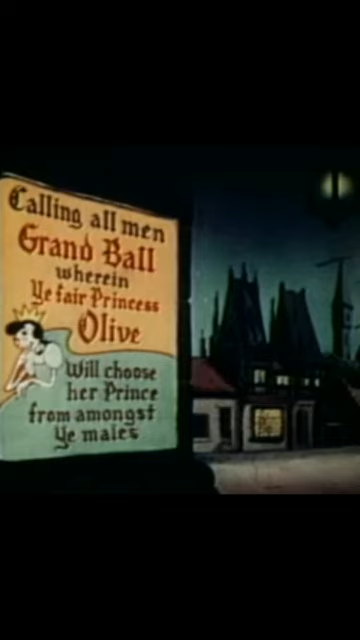 Calling all men
Grand Ball
wherein
Ye fair Princess
Olive
Will choose
her Prince
from amongst
Ye males